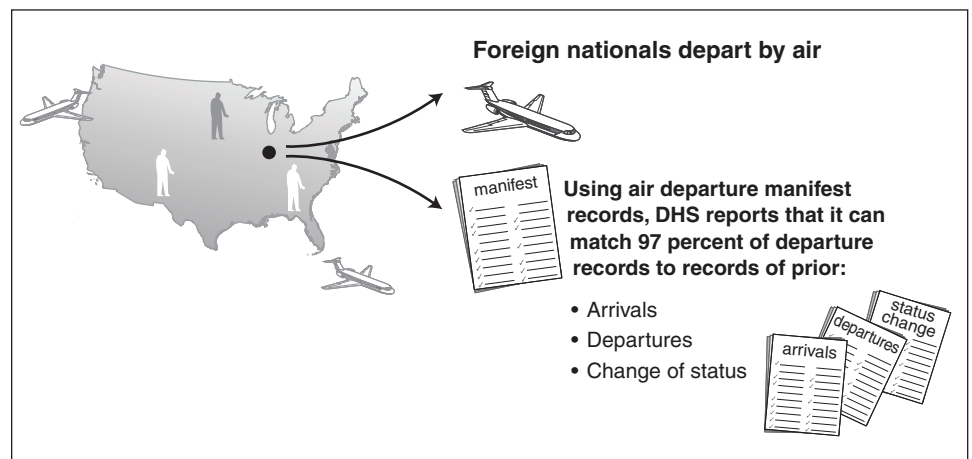 Foreign nationals depart by air
manifest
Using air departure manifest
records, DHS reports that it can
match 97 percent of departure
records to records of prior:
• Arrivals
• Departures
• Change of status
arrivals
departures
status
change